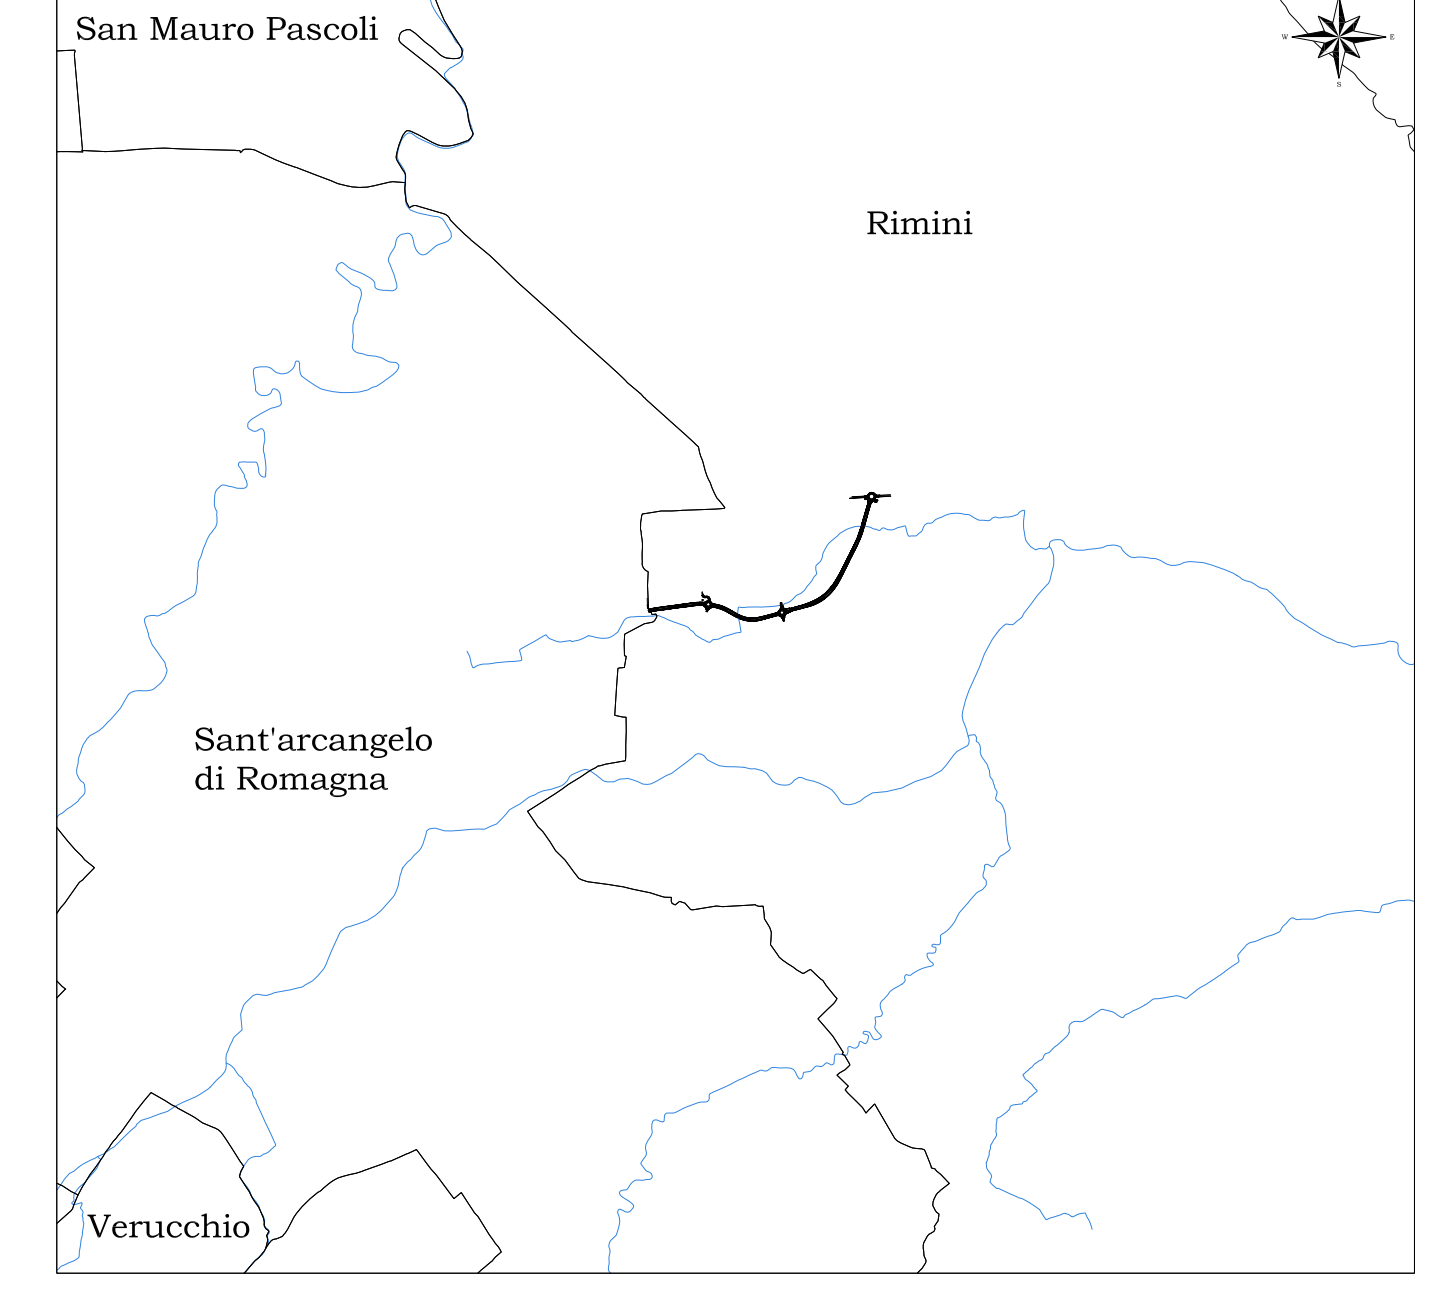 San Mauro Pascoli
W
E
S
Rimini
Sant'arcangelo
di Romagna
Verucchio